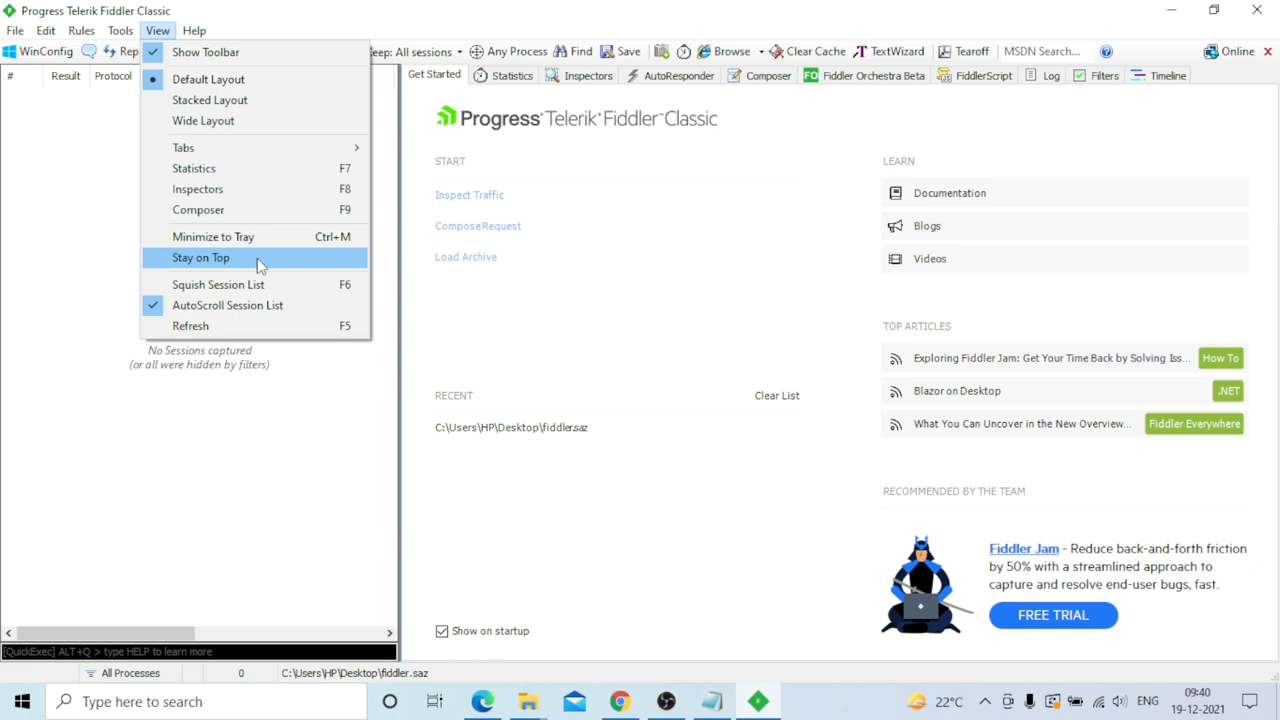 Progress Telerik Fiddler Classic
File Edit Rules Tools View Help
WinConfig Rep Keep: All sessions Any Process Find Save Browse Clear Cache TextWizard Tearoff MSDN Search... Online
# Result Protocol
Get Started Statistics Inspectors AutoResponder Composer FO Fiddler Orchestra Beta FiddlerScript Log Filters Timeline
Show Toolbar
Default Layout
Stacked Layout
Wide Layout
Tabs
Statistics F7
Inspectors F8
Composer F9
Minimize to Tray Ctrl+M
Stay on Top
Squish Session List F6
AutoScroll Session List
Refresh F5
No Sessions captured
(or all were hidden by filters)
Progress Telerik Fiddler Classic
START
Inspect Traffic
Compose Request
Load Archive
RECENT Clear List
C:\Users\HP\Desktop\fiddler.saz
Show on startup
LEARN
Documentation
Blogs
Videos
TOP ARTICLES
Exploring Fiddler Jam: Get Your Time Back by Solving Iss... How To
Blazor on Desktop .NET
What You Can Uncover in the New Overview... Fiddler Everywhere
RECOMMENDED BY THE TEAM
Fiddler Jam - Reduce back-and-forth friction
by 50% with a streamlined approach to
capture and resolve end-user bugs, fast.
FREE TRIAL
[QuickExec] ALT+Q > type HELP to learn more
All Processes 0 C:\Users\HP\Desktop\fiddler.saz
Type here to search 22°C ENG 09:40
19-12-2021